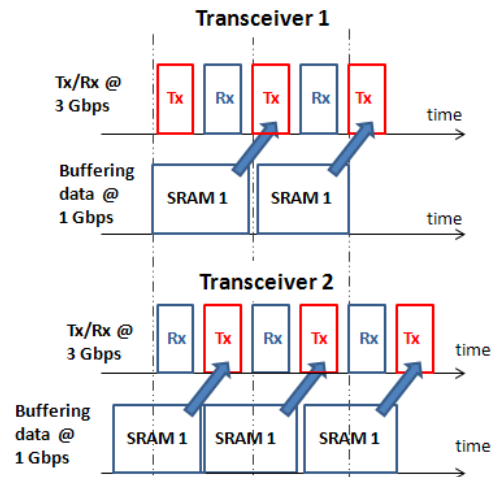 Transceiver 1
Tx/Rx @
3 Gbps
Tx Rx Tx Rx Tx
time
Buffering
data @
1 Gbps
SRAM 1 SRAM 1
time
Transceiver 2
Tx/Rx @
3 Gbps
Rx Tx Rx Tx Rx Tx
time
Buffering
data @
1 Gbps
SRAM 1 SRAM 1 SRAM 1
time